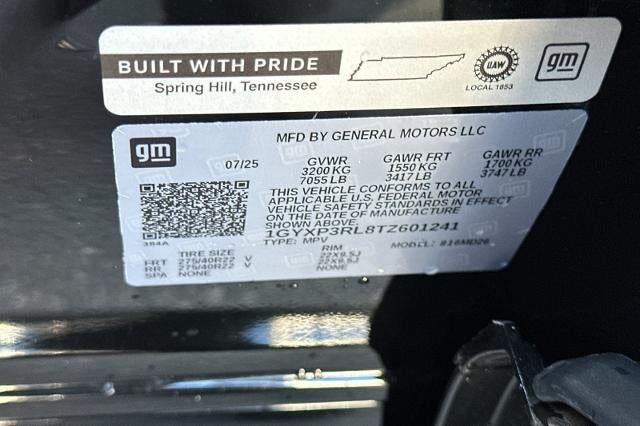 BUILT WITH PRIDE
Spring Hill, Tennessee
UAW
LOCAL 1853
gm
MFD BY GENERAL MOTORS LLC
gm
07/25
GVWR GAWR FRT GAWR RR
3200 KG 1550 KG 1700 KG
7055 LB 3417 LB 3747 LB
THIS VEHICLE CONFORMS TO ALL
APPLICABLE U.S. FEDERAL MOTOR
VEHICLE SAFETY STANDARDS IN EFFECT
ON THE DATE OF MANUFACTURE
1GYXP3RL8TZ601241
384A
TYPE: MPV MODEL: 816MD26
TIRE SIZE RIM
FRT 275/40R22 V 22X9.5J
RR 275/40R22 V 22X9.5J
SPA NONE NONE